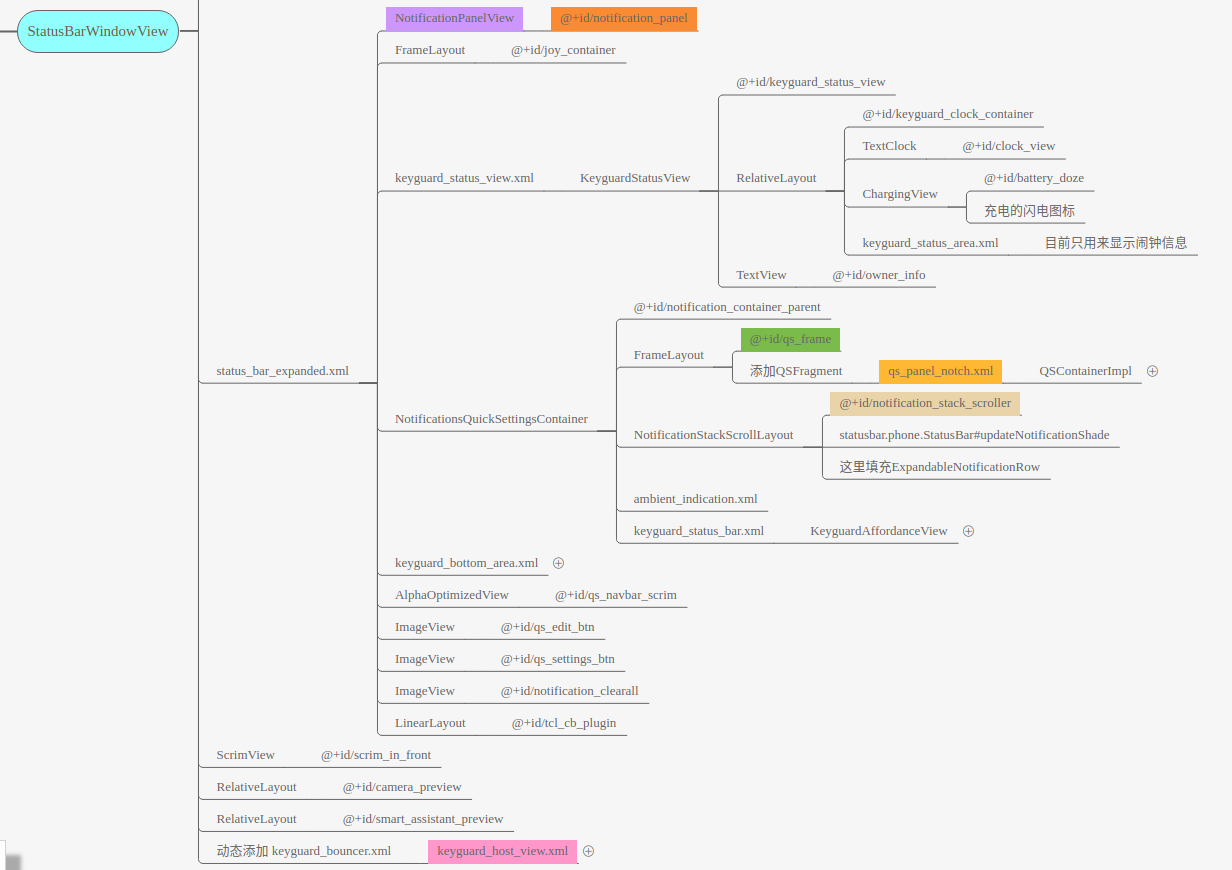 StatusBarWindowView
NotificationPanelView @+id/notification_panel
FrameLayout @+id/joy_container
@+id/keyguard_status_view
@+id/keyguard_clock_container
TextClock @+id/clock_view
keyguard_status_view.xml KeyguardStatusView RelativeLayout @+id/battery_doze
ChargingView
充电的闪电图标
keyguard_status_area.xml 目前只用来显示闹钟信息
TextView @+id/owner_info
@+id/notification_container_parent
@+id/qs_frame
FrameLayout
status_bar_expanded.xml 添加QSFragment qs_panel_notch.xml QSContainerImpl
@+id/notification_stack_scroller
NotificationsQuickSettingsContainer
NotificationStackScrollLayout statusbar.phone.StatusBar#updateNotificationShade
这里填充ExpandableNotificationRow
ambient_indication.xml
keyguard_status_bar.xml KeyguardAffordanceView
keyguard_bottom_area.xml
AlphaOptimizedView @+id/qs_navbar_scrim
ImageView @+id/qs_edit_btn
ImageView @+id/qs_settings_btn
ImageView @+id/notification_clearall
LinearLayout @+id/tcl_cb_plugin
ScrimView @+id/scrim_in_front
RelativeLayout @+id/camera_preview
RelativeLayout @+id/smart_assistant_preview
动态添加 keyguard_bouncer.xml keyguard_host_view.xml